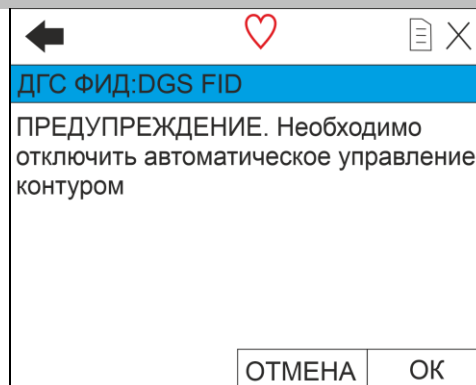 ДГС ФИД:DGS FID
ПРЕДУПРЕЖДЕНИЕ. Необходимо
отключить автоматическое управление
контуром
ОТМЕНА
ОК